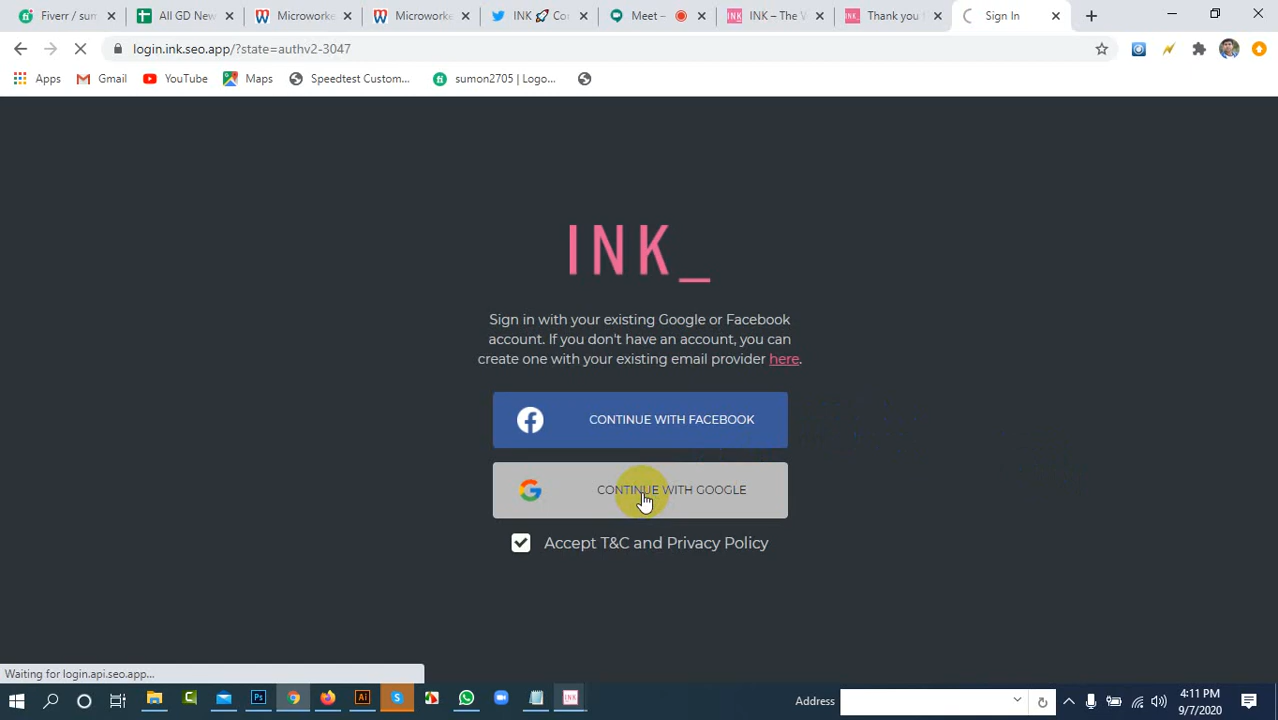 Fiverr / sum
All GD New
Microworke
Microworke
INK 🚀 Co
Meet –
INK – The V
Thank you
Sign In
login.ink.seo.app/?state=authv2-3047
Apps
Gmail
YouTube
Maps
Speedtest Custom...
sumon2705 | Logo...
INK_
Sign in with your existing Google or Facebook
account. If you don't have an account, you can
create one with your existing email provider here.
CONTINUE WITH FACEBOOK
CONTINUE WITH GOOGLE
Accept T&C and Privacy Policy
Waiting for login.api.seo.app...
Address
4:11 PM
9/7/2020